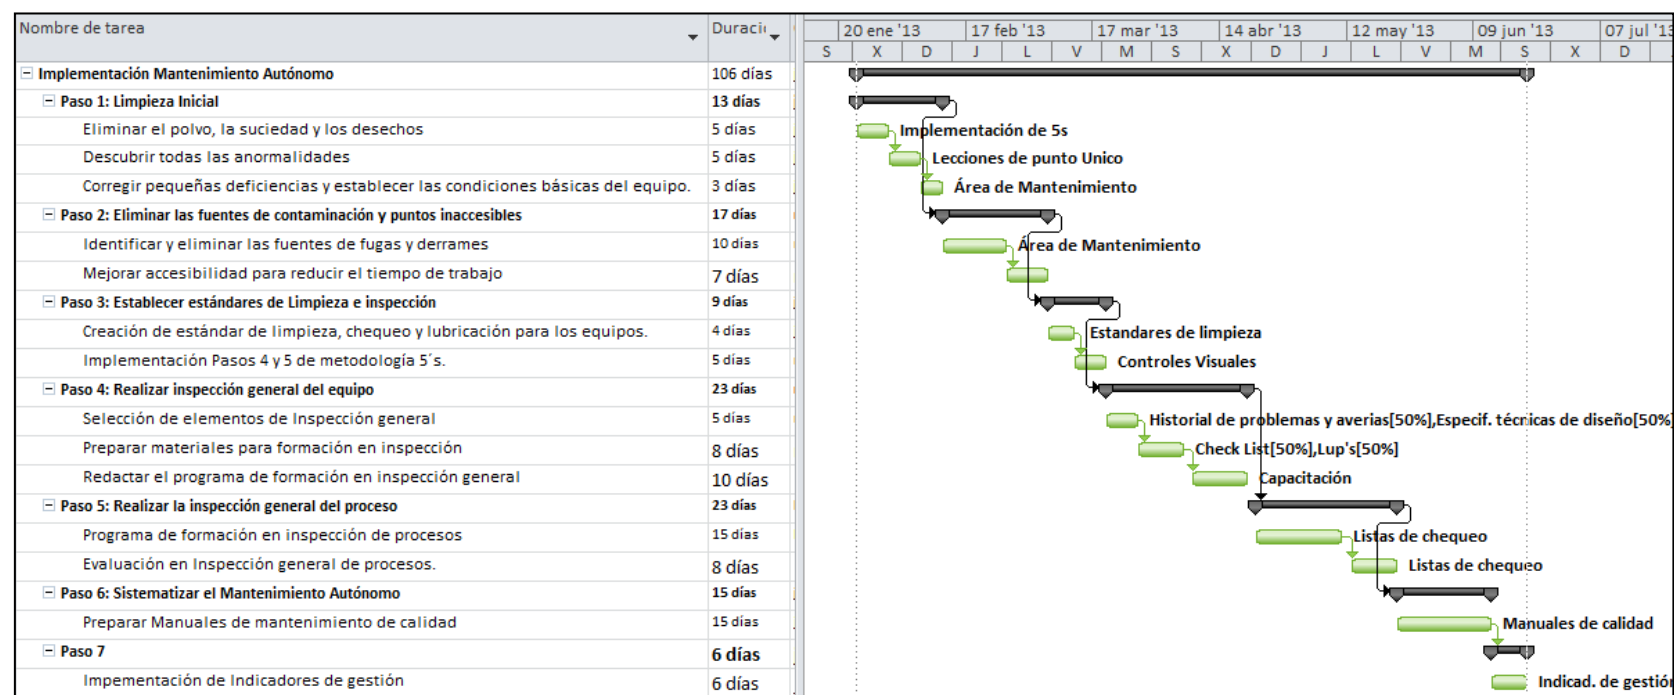 Nombre de tarea Duració 20 ene '13 17 feb '13 17 mar '13 14 abr '13 12 may '13 09 jun '13 07 jul '13
S X D J L V M S X D J L V M S X D
Implementación Mantenimiento Autónomo 106 días
Paso 1: Limpieza Inicial 13 días
Eliminar el polvo, la suciedad y los desechos 5 días Implementación de 5s
Descubrir todas las anormalidades 5 días Lecciones de punto Unico
Corregir pequeñas deficiencias y establecer las condiciones básicas del equipo. 3 días Área de Mantenimiento
Paso 2: Eliminar las fuentes de contaminación y puntos inaccesibles 17 días
Identificar y eliminar las fuentes de fugas y derrames 10 días Área de Mantenimiento
Mejorar accesibilidad para reducir el tiempo de trabajo 7 días
Paso 3: Establecer estándares de Limpieza e inspección 9 días
Creación de estándar de limpieza, chequeo y lubricación para los equipos. 4 días Estandares de limpieza
Implementación Pasos 4 y 5 de metodología 5´s. 5 días Controles Visuales
Paso 4: Realizar inspección general del equipo 23 días
Selección de elementos de Inspección general 5 días Historial de problemas y averias[50%],Especif. técnicas de diseño[50%]
Preparar materiales para formación en inspección 8 días Check List[50%],Lup's[50%]
Redactar el programa de formación en inspección general 10 días Capacitación
Paso 5: Realizar la inspección general del proceso 23 días
Programa de formación en inspección de procesos 15 días Listas de chequeo
Evaluación en Inspección general de procesos. 8 días Listas de chequeo
Paso 6: Sistematizar el Mantenimiento Autónomo 15 días
Preparar Manuales de mantenimiento de calidad 15 días Manuales de calidad
Paso 7 6 días
Impementación de Indicadores de gestión 6 días Indicad. de gestión